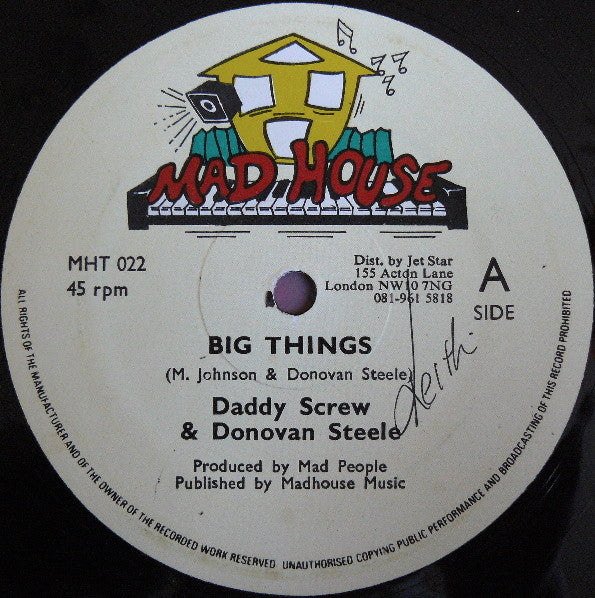 MAD HOUSE
MHT 022
45 rpm
Dist. by Jet Star
155 Acton Lane
London NW10 7NG
081-961 5818
A
SIDE
BIG THINGS
(M. Johnson & Donovan Steele)
Daddy Screw
& Donovan Steele
Keith.
Produced by Mad People
Published by Madhouse Music
ALL RIGHTS OF THE MANUFACTURER AND OF THE OWNER OF THE RECORDED WORK RESERVED UNAUTHORISED COPYING PUBLIC PERFORMANCE AND BROADCASTING OF THIS RECORD PROHIBITED